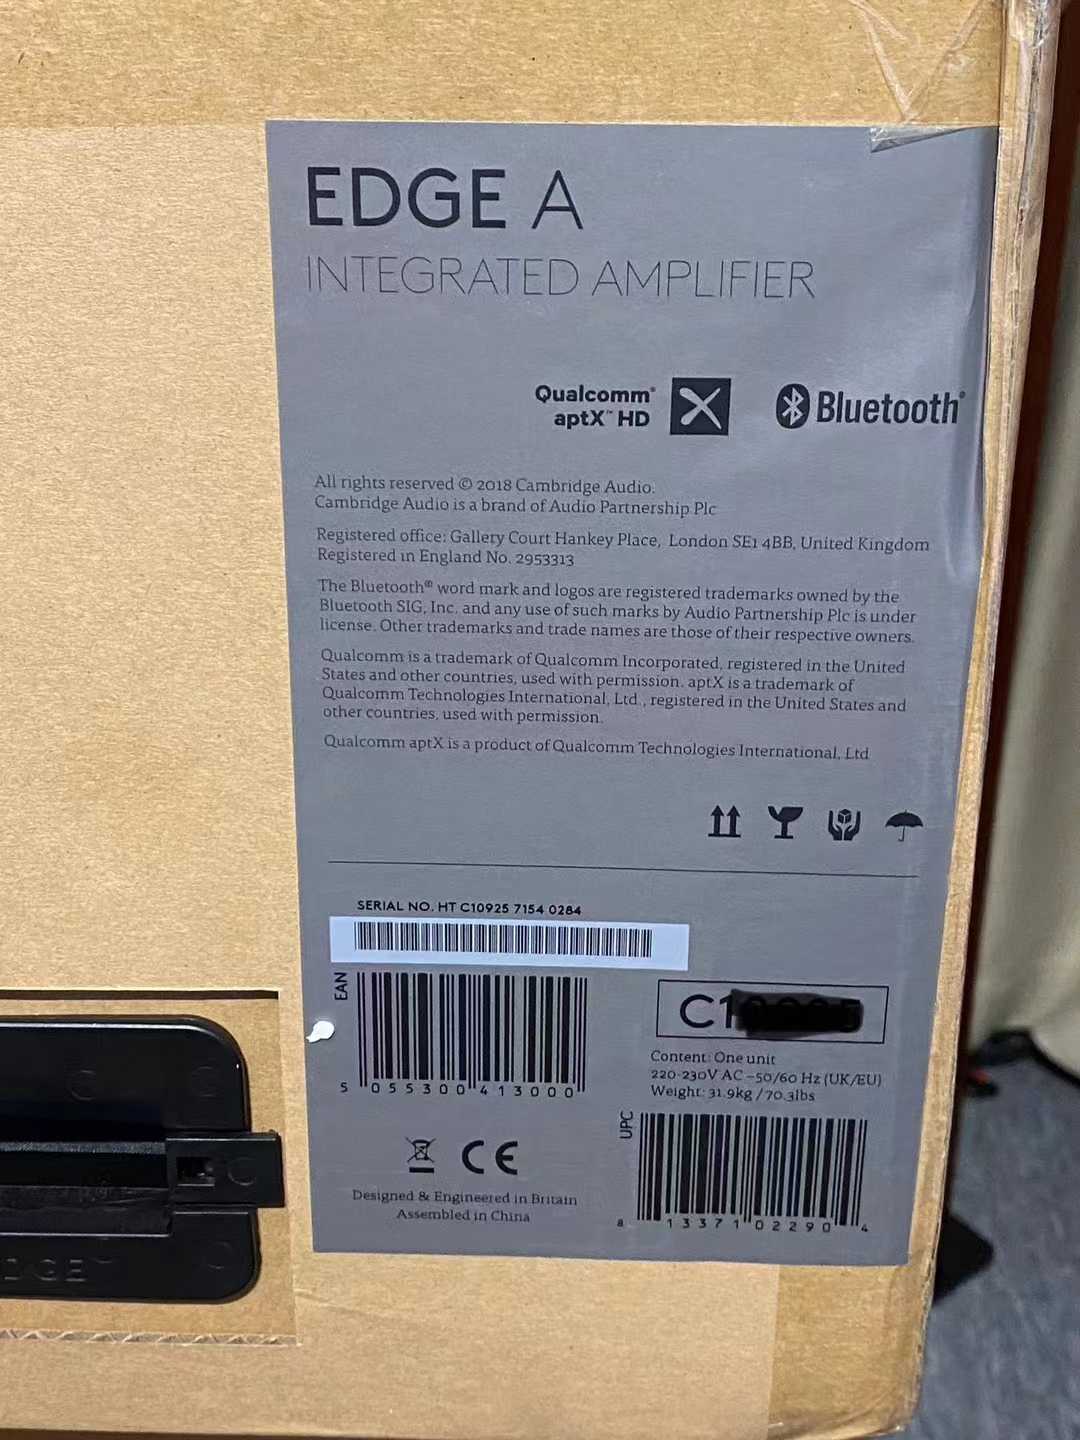 EDGE A
INTEGRATED AMPLIFIER
Qualcomm®
aptX™ HD
Bluetooth®
All rights reserved © 2018 Cambridge Audio.
Cambridge Audio is a brand of Audio Partnership Plc
Registered office: Gallery Court Hankey Place, London SE1 4BB, United Kingdom
Registered in England No. 2953313
The Bluetooth® word mark and logos are registered trademarks owned by the
Bluetooth SIG, Inc. and any use of such marks by Audio Partnership Plc is under
license. Other trademarks and trade names are those of their respective owners.
Qualcomm is a trademark of Qualcomm Incorporated, registered in the United
States and other countries, used with permission. aptX is a trademark of
Qualcomm Technologies International, Ltd., registered in the United States and
other countries, used with permission.
Qualcomm aptX is a product of Qualcomm Technologies International, Ltd
SERIAL NO. HT C10925 7154 0284
EAN
5 055300 413000
C1
Content: One unit
220-230V AC ~50/60 Hz (UK/EU)
Weight: 31.9kg / 70.3lbs
UPC
8 13371 02290 4
CE
Designed & Engineered in Britain
Assembled in China
DGE™